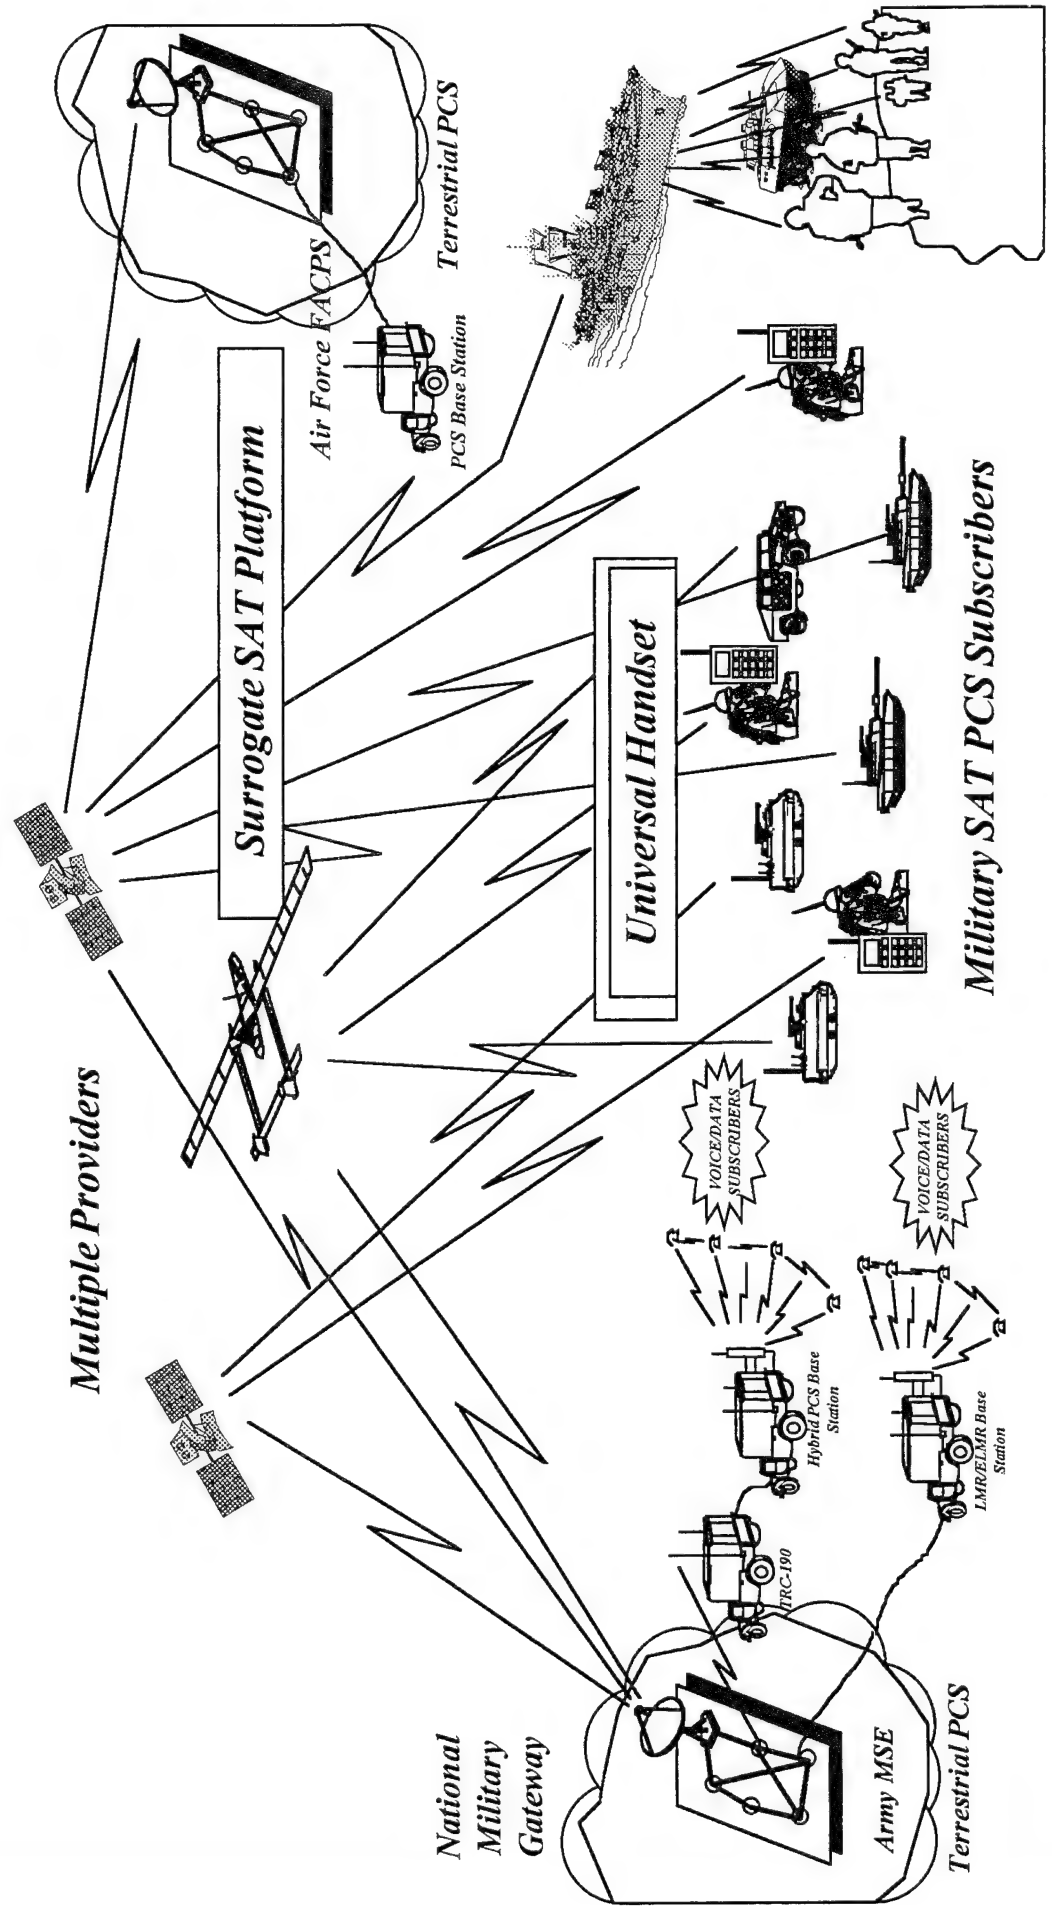 Multiple Providers
National
Military
Gateway
Surrogate SAT Platform
Air Force FACPS
PCS Base Station
Terrestrial PCS
Universal Handset
VOICE/DATA
SUBSCRIBERS
VOICE/DATA
SUBSCRIBERS
TRC-190
Hybrid PCS Base
Station
LMR/ELMR Base
Station
Army MSE
Terrestrial PCS
Military SAT PCS Subscribers